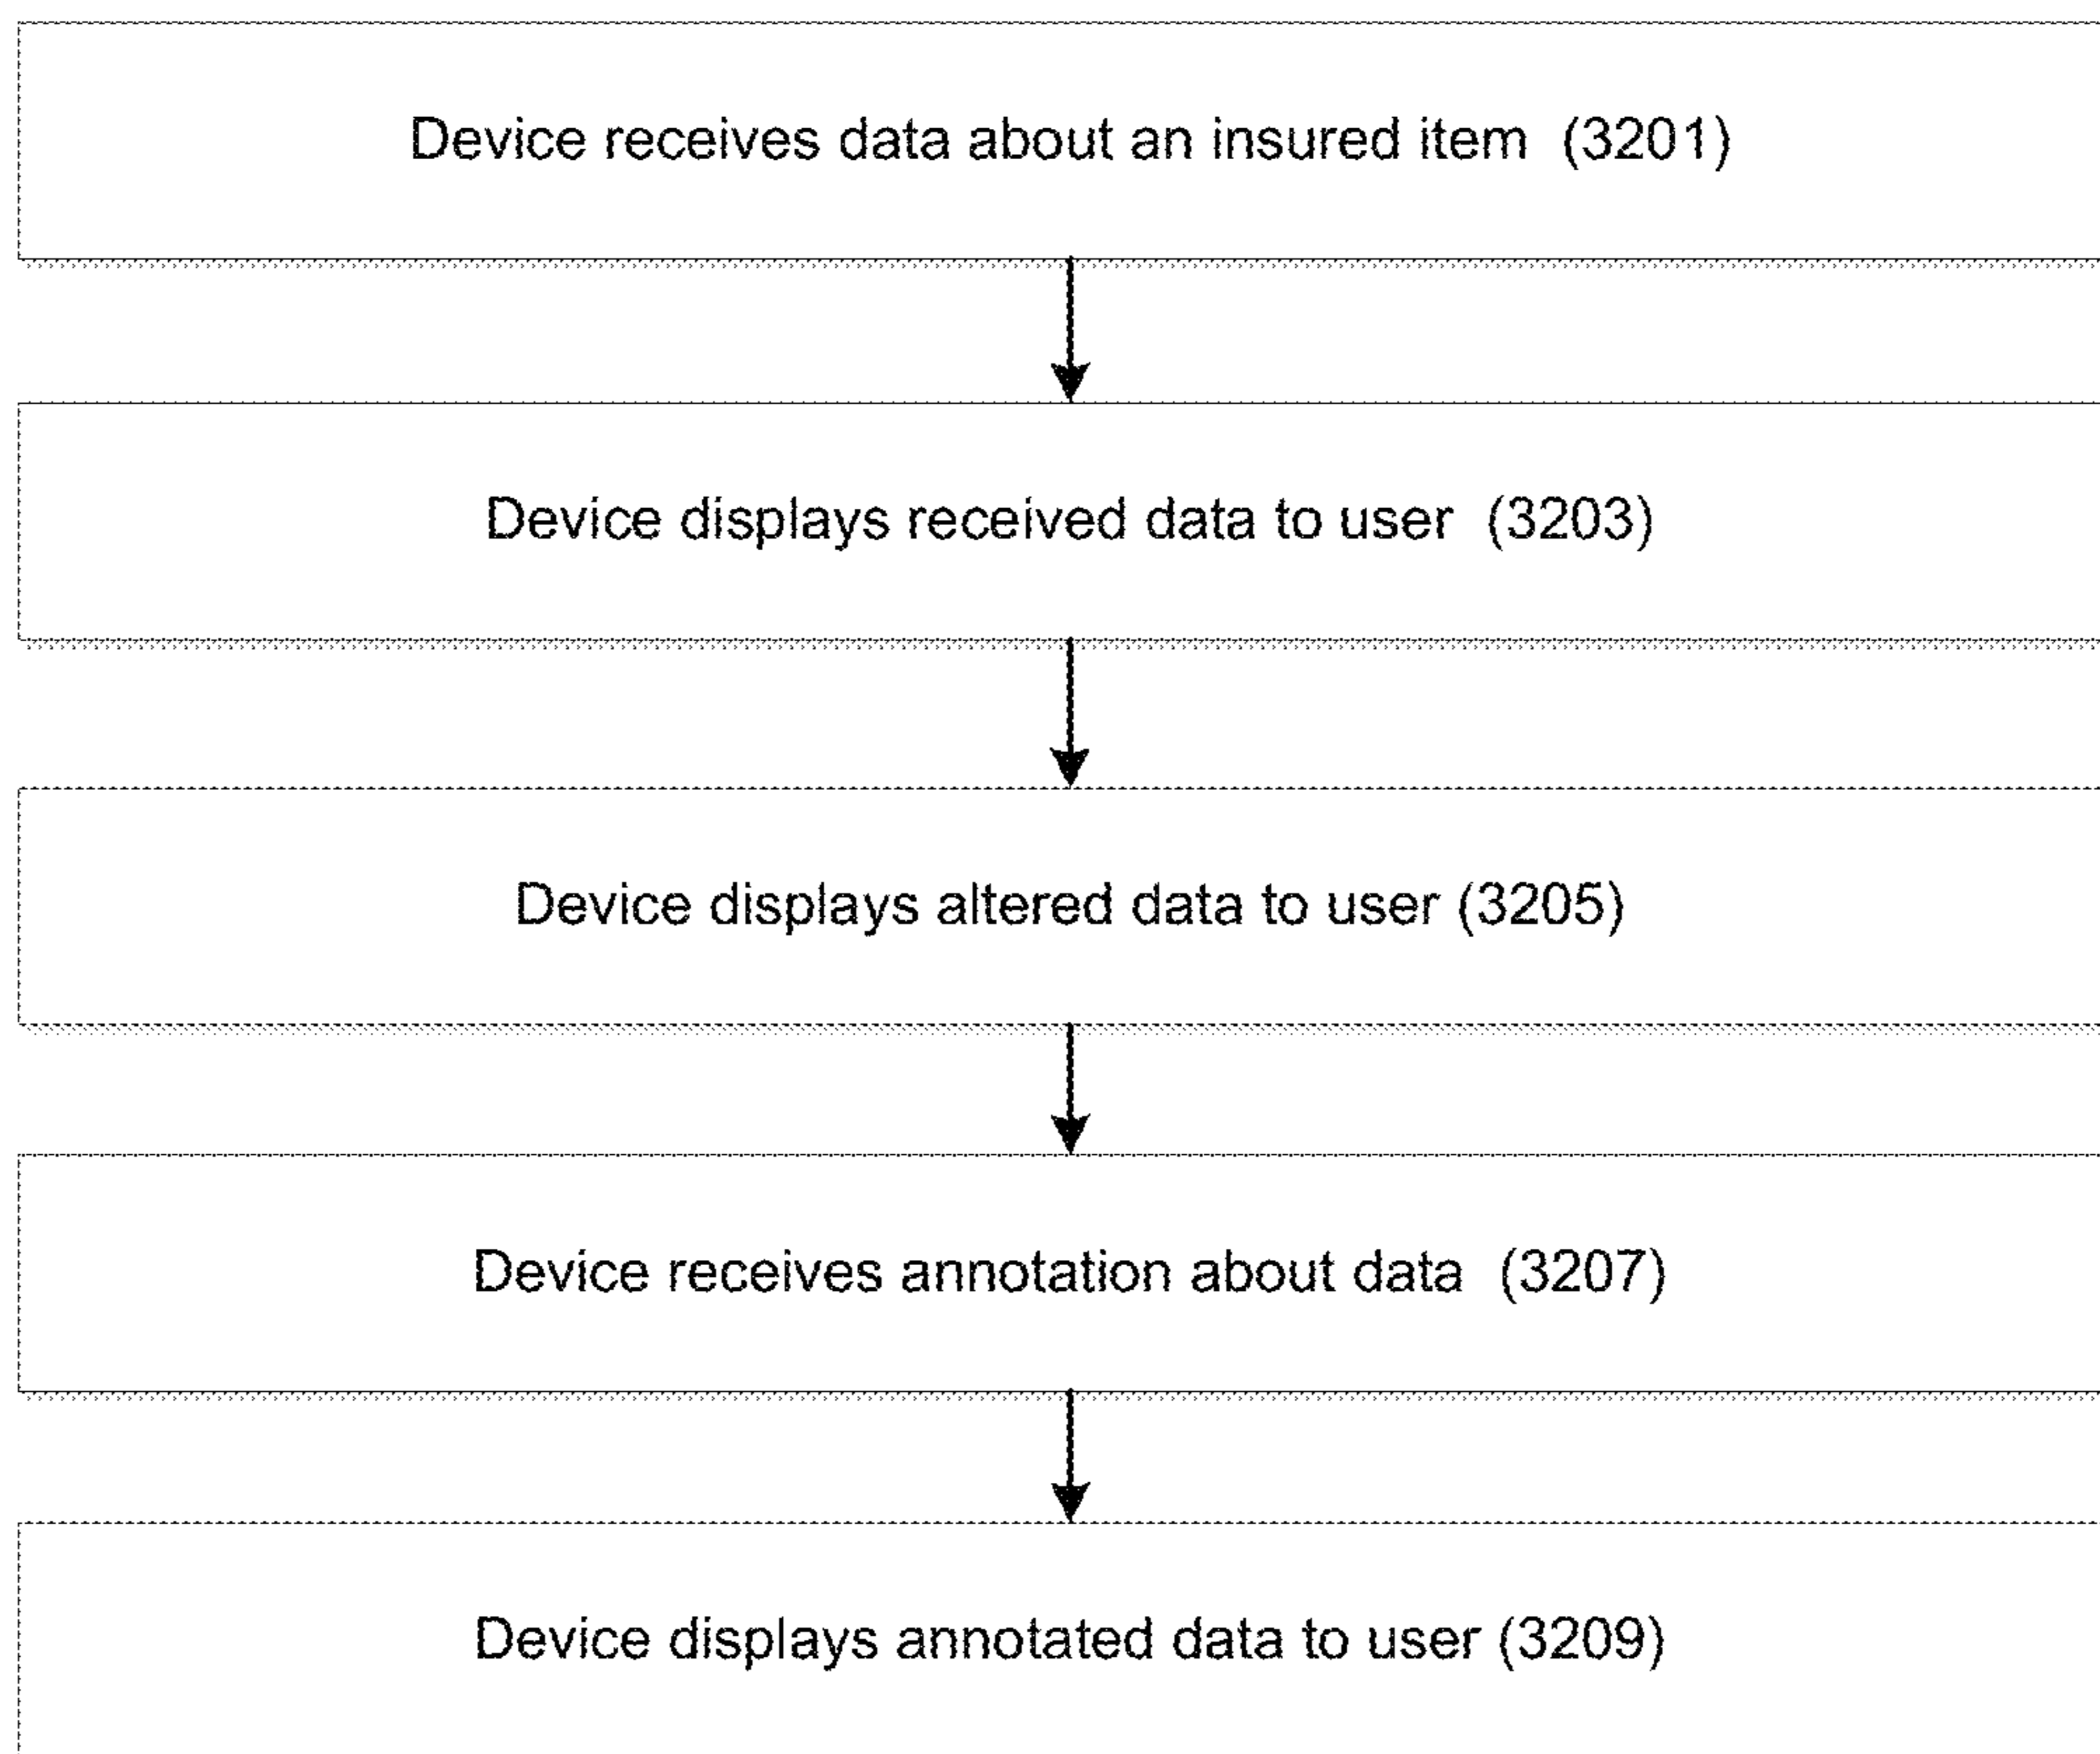 Device receives data about an insured item (3201)
Device displays received data to user (3203)
Device displays altered data to user (3205)
Device receives annotation about data (3207)
Device displays annotated data to user (3209)